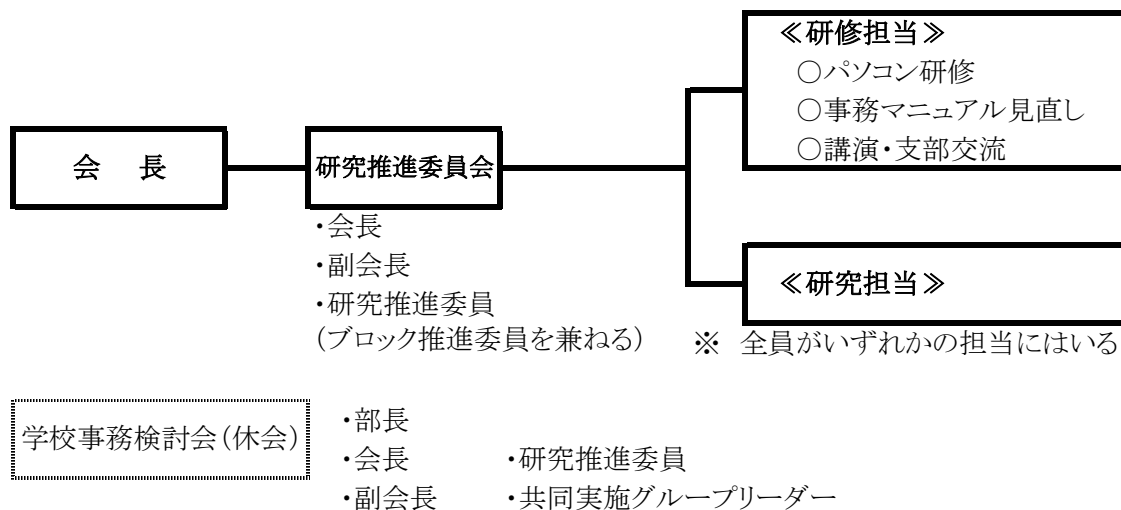 ≪研修担当≫
○パソコン研修
○事務マニュアル見直し
○講演・支部交流
会　長
研究推進委員会
・会長
・副会長
・研究推進委員
(ブロック推進委員を兼ねる)
≪研究担当≫
※　全員がいずれかの担当にはいる
学校事務検討会(休会)
・部長
・会長　　・研究推進委員
・副会長　　・共同実施グループリーダー